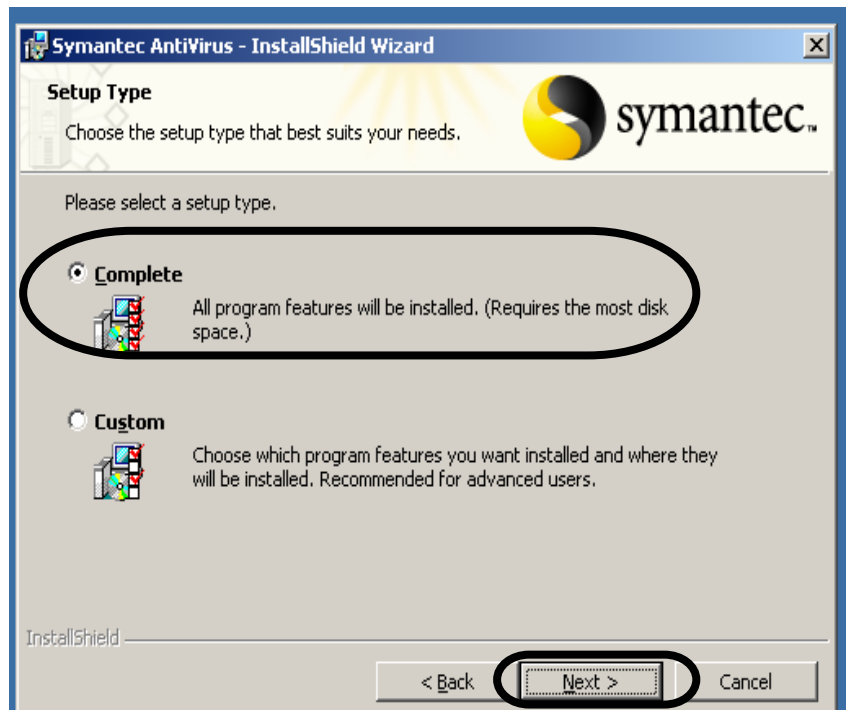 Symantec AntiVirus - InstallShield Wizard
Setup Type
Choose the setup type that best suits your needs.
symantec™
Please select a setup type.
Complete
All program features will be installed. (Requires the most disk
space.)
Custom
Choose which program features you want installed and where they
will be installed. Recommended for advanced users.
InstallShield
< Back Next > Cancel